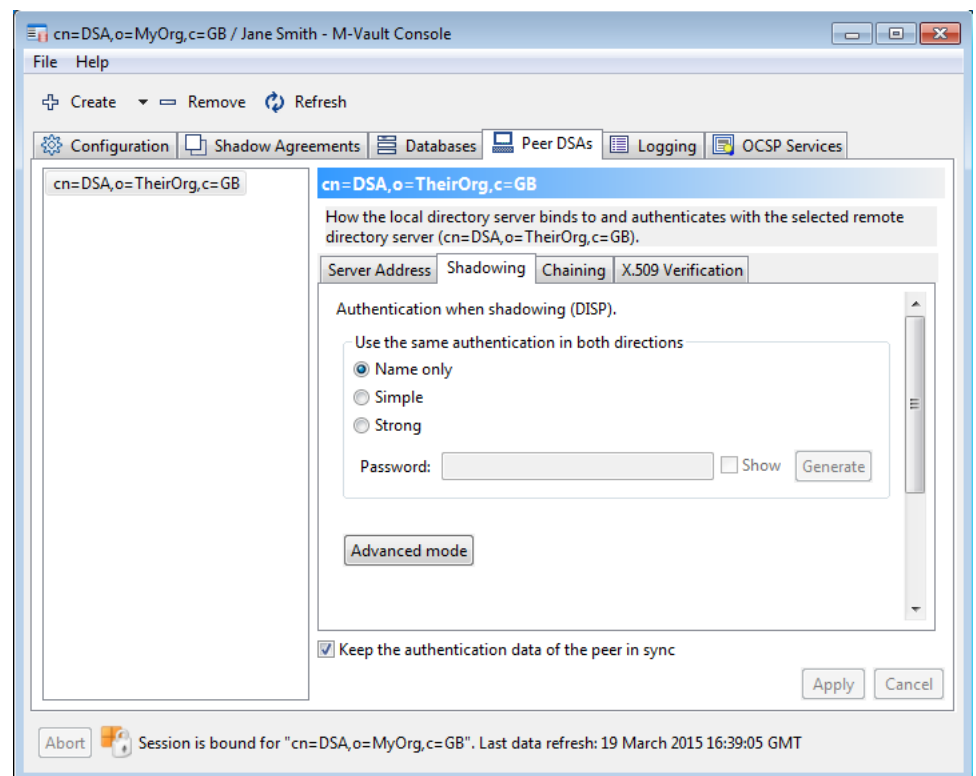 cn=DSA,o=MyOrg,c=GB / Jane Smith - M-Vault Console
File Help
Create Remove Refresh
Configuration Shadow Agreements Databases Peer DSAs Logging OCSP Services
cn=DSA,o=TheirOrg,c=GB
cn=DSA,o=TheirOrg,c=GB
How the local directory server binds to and authenticates with the selected remote
directory server (cn=DSA,o=TheirOrg,c=GB).
Server Address Shadowing Chaining X.509 Verification
Authentication when shadowing (DISP).
Use the same authentication in both directions
Name only
Simple
Strong
Password: Show Generate
Advanced mode
Keep the authentication data of the peer in sync
Apply Cancel
Abort Session is bound for "cn=DSA,o=MyOrg,c=GB". Last data refresh: 19 March 2015 16:39:05 GMT